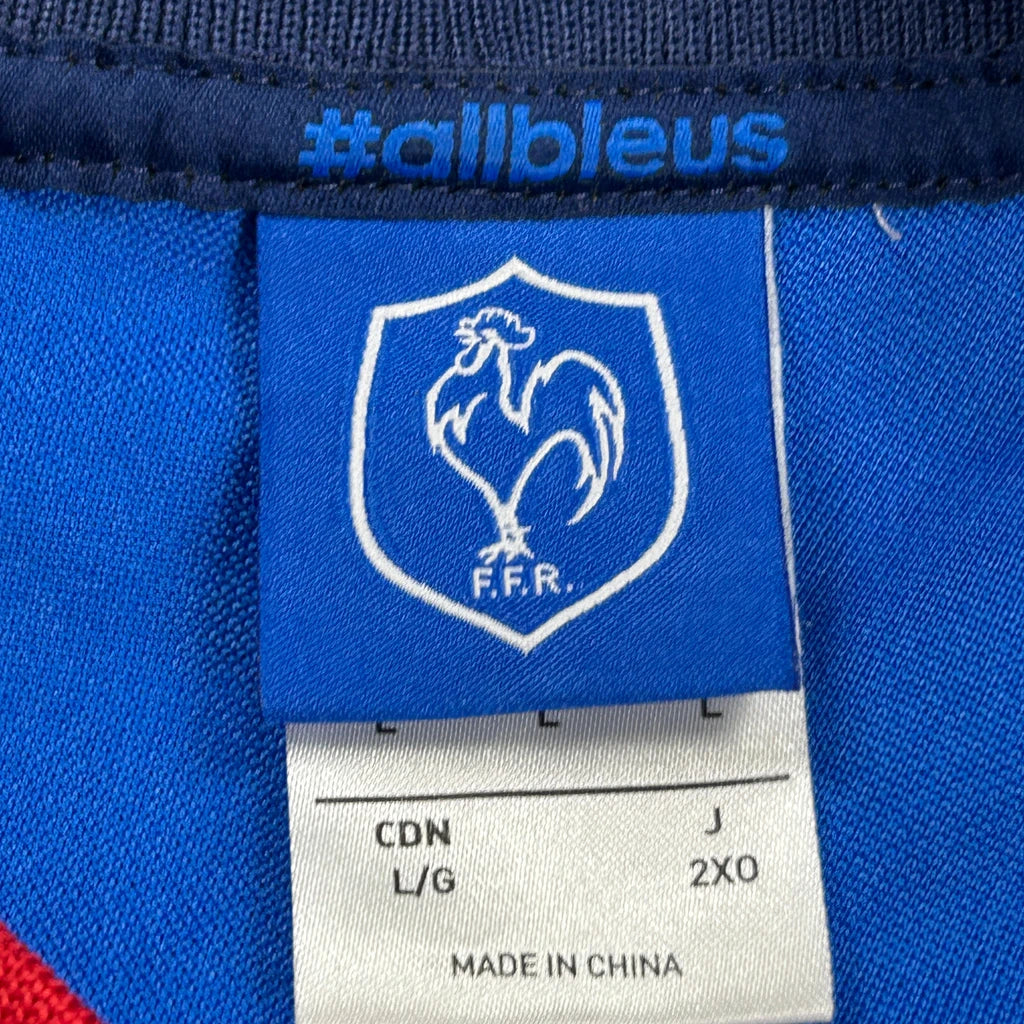 #allbleus
F.F.R.
L L L
CDN J
L/G 2XO
MADE IN CHINA